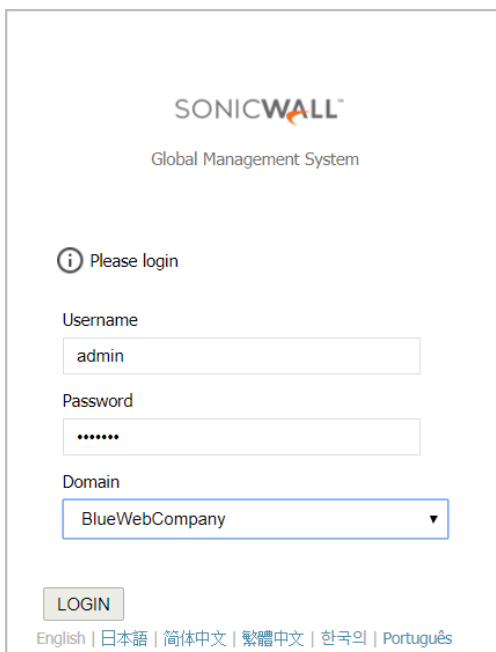 SONICWALL™
Global Management System
Please login
Username
admin
Password
•••••••
Domain
BlueWebCompany
LOGIN
English | 日本語 | 简体中文 | 繁體中文 | 한국의 | Português